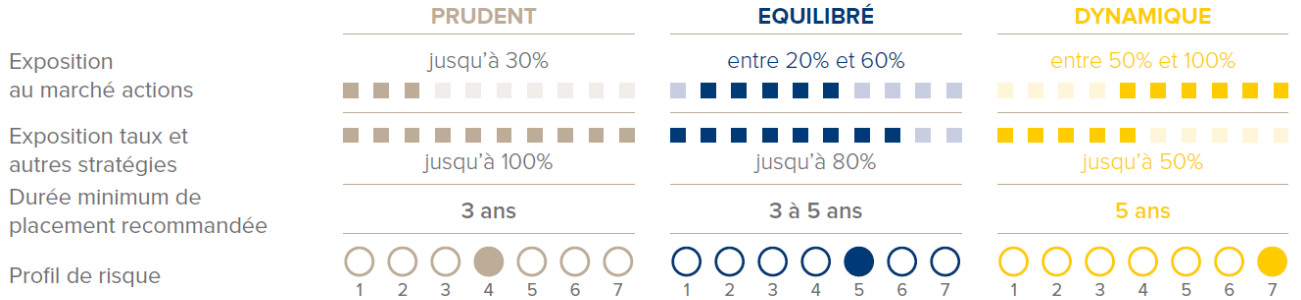 PRUDENT EQUILIBRÉ DYNAMIQUE
Exposition
au marché actions
jusqu'à 30% entre 20% et 60% entre 50% et 100%
Exposition taux et
autres stratégies
jusqu'à 100% jusqu'à 80% jusqu'à 50%
Durée minimum de
placement recommandée
3 ans 3 à 5 ans 5 ans
Profil de risque
1 2 3 4 5 6 7 1 2 3 4 5 6 7 1 2 3 4 5 6 7